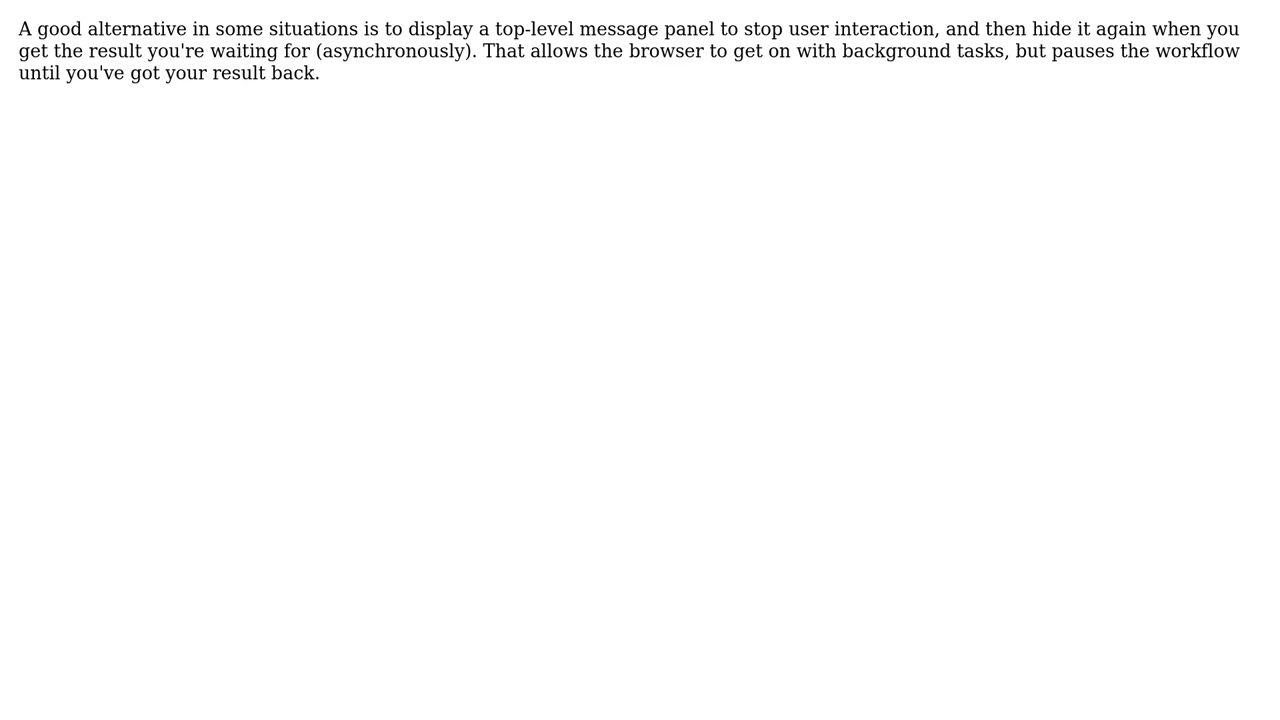 A good alternative in some situations is to display a top-level message panel to stop user interaction, and then hide it again when you
get the result you're waiting for (asynchronously). That allows the browser to get on with background tasks, but pauses the workflow
until you've got your result back.